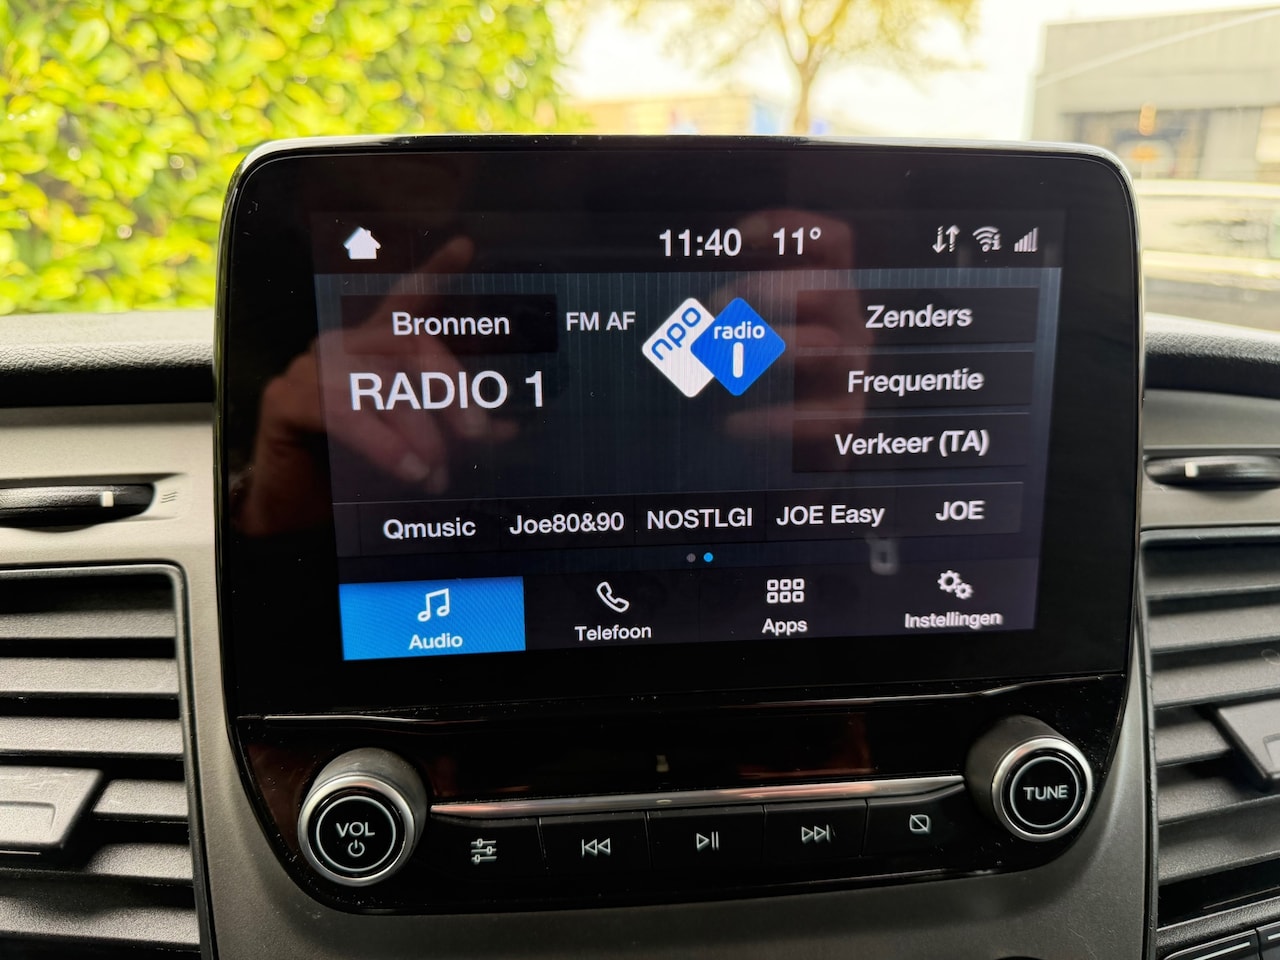 11:40 11°
Bronnen
FM AF
npo
radio
1
Zenders
RADIO 1
Frequentie
Verkeer (TA)
Qmusic
Joe80&90
NOSTLGI
JOE Easy
JOE
Audio
Telefoon
Apps
Instellingen
VOL
TUNE